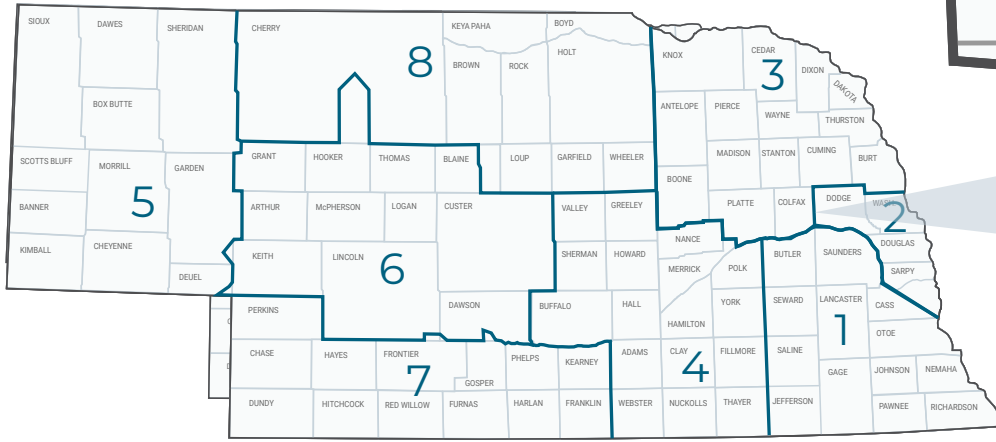 SIOUX
DAWES
SHERIDAN
CHERRY
KEYA PAHA
BOYD
HOLT
8
BROWN
ROCK
KNOX
CEDAR
3
DIXON
DAKOTA
BOX BUTTE
ANTELOPE
PIERCE
WAYNE
THURSTON
SCOTTS BLUFF
MORRILL
GARDEN
GRANT
HOOKER
THOMAS
BLAINE
LOUP
GARFIELD
WHEELER
MADISON
STANTON
CUMING
BURT
BOONE
BANNER
5
ARTHUR
McPHERSON
LOGAN
CUSTER
VALLEY
GREELEY
PLATTE
COLFAX
DODGE
2
KIMBALL
CHEYENNE
DEUEL
KEITH
LINCOLN
6
SHERMAN
HOWARD
NANCE
MERRICK
POLK
BUTLER
SAUNDERS
DOUGLAS
SARPY
PERKINS
DAWSON
BUFFALO
HALL
YORK
HAMILTON
SEWARD
LANCASTER
1
CASS
OTOE
CHASE
HAYES
FRONTIER
7
GOSPER
PHELPS
KEARNEY
ADAMS
CLAY
4
FILLMORE
SALINE
GAGE
JOHNSON
NEMAHA
DUNDY
HITCHCOCK
RED WILLOW
FURNAS
HARLAN
FRANKLIN
WEBSTER
NUCKOLLS
THAYER
JEFFERSON
PAWNEE
RICHARDSON